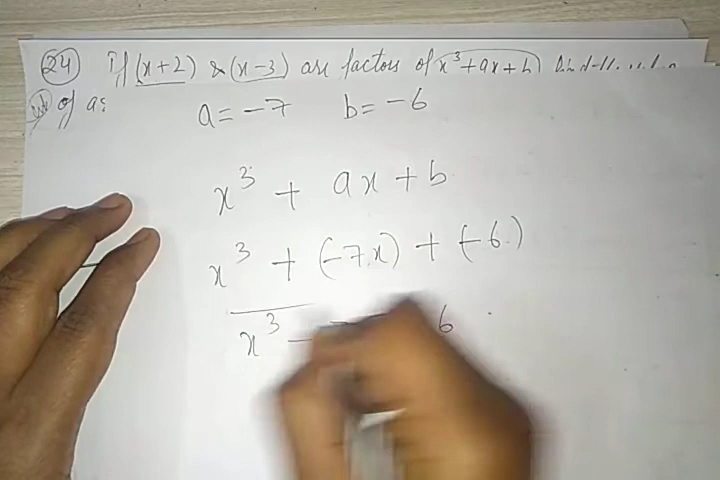 24 If (x+2) & (x-3) are factors of x³+ax+b
of a
a = -7 b = -6
x³ + ax + b
x³ + (-7x) + (-6)
x³ - 6